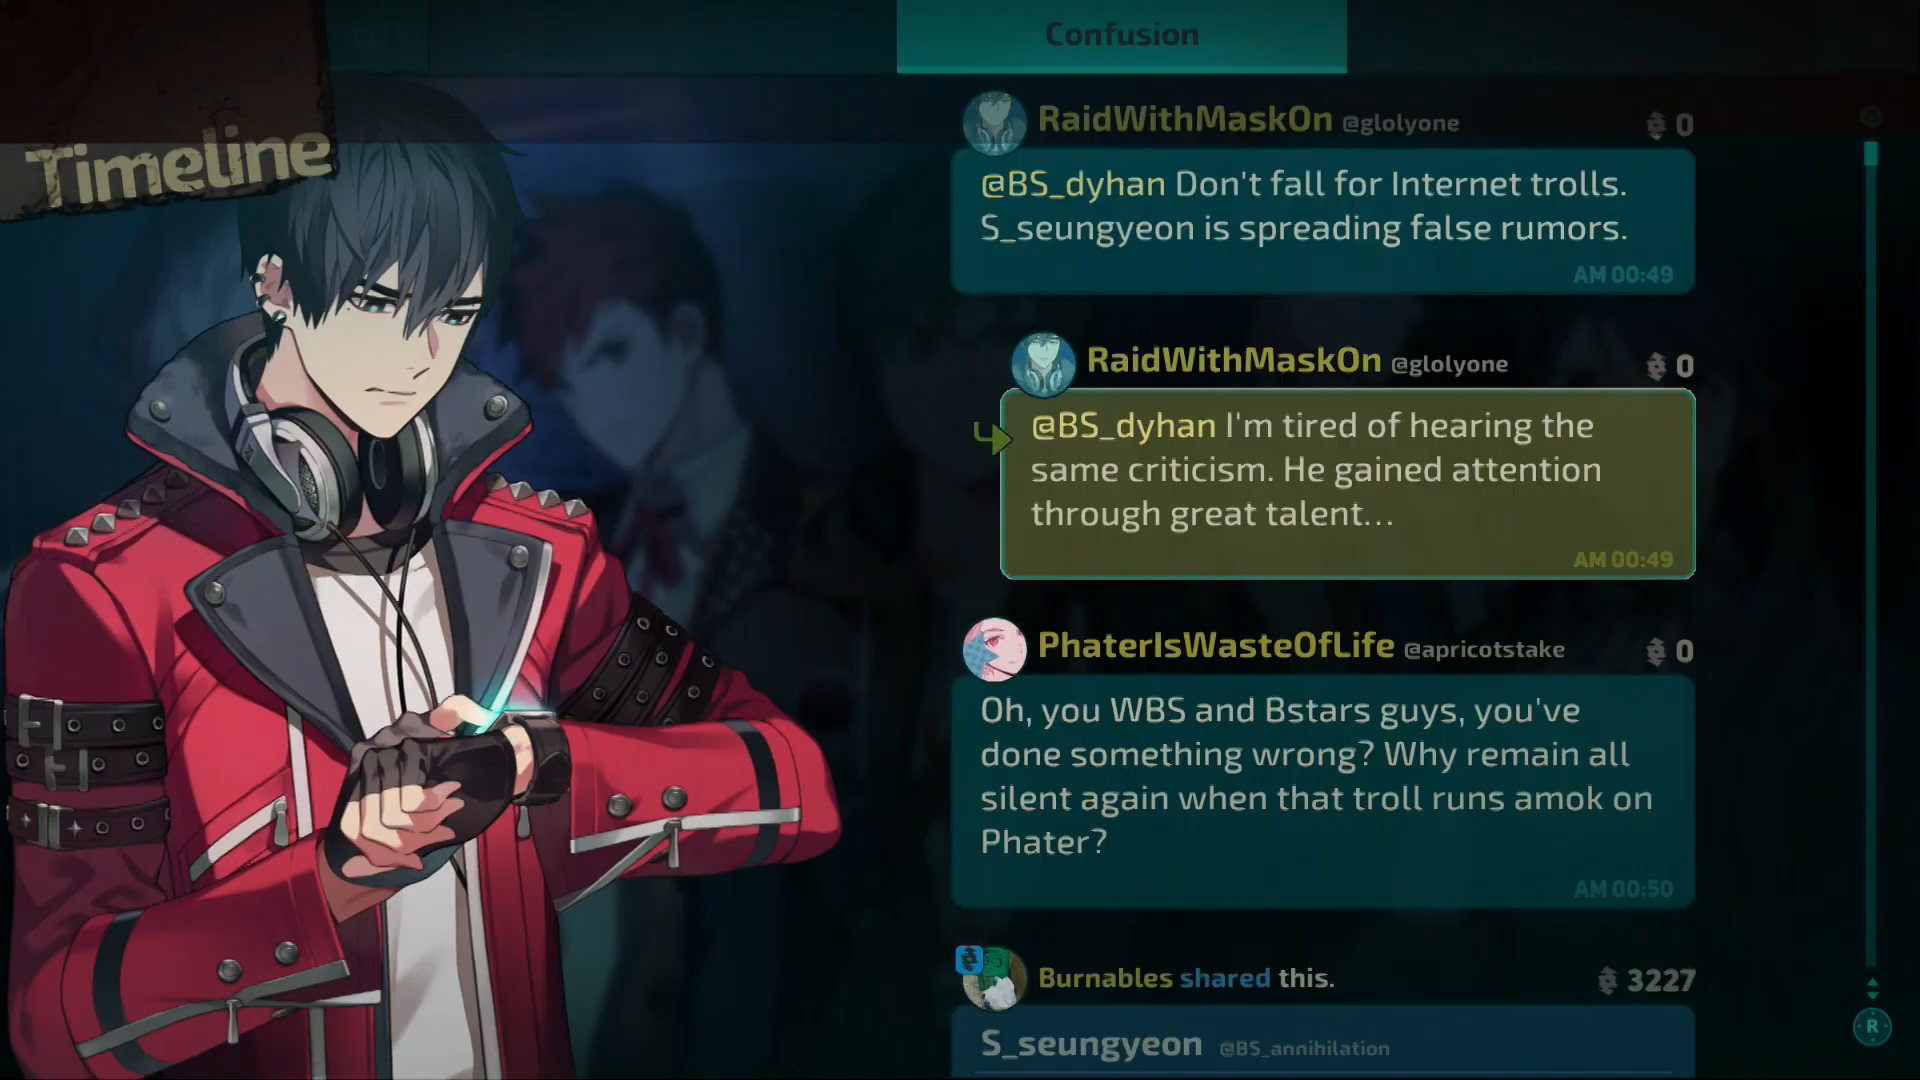 Confusion
Timeline
RaidWithMaskOn @glolyone 0
@BS_dyhan Don't fall for Internet trolls.
S_seungyeon is spreading false rumors.
AM 00:49
RaidWithMaskOn @glolyone 0
@BS_dyhan I'm tired of hearing the
same criticism. He gained attention
through great talent...
AM 00:49
PhaterIsWasteOfLife @apricotstake 0
Oh, you WBS and Bstars guys, you've
done something wrong? Why remain all
silent again when that troll runs amok on
Phater?
AM 00:50
Burnables shared this. 3227
S_seungyeon @BS_annihilation
R